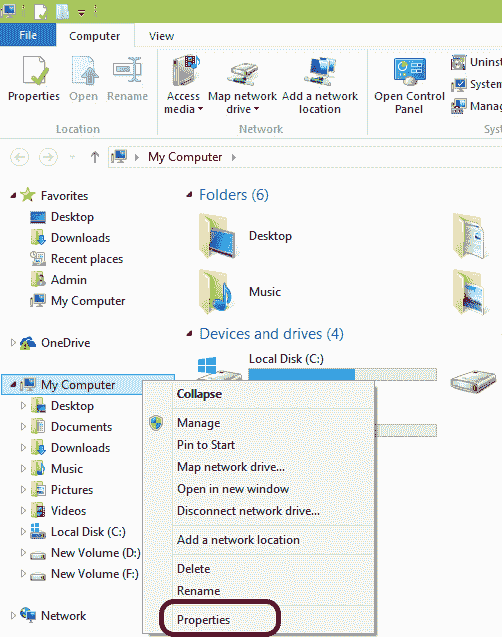 File Computer View
Properties Open Rename Access media Map network drive Add a network location Open Control Panel
Location Network
My Computer
Favorites
Desktop
Downloads
Recent places
Admin
My Computer
OneDrive
My Computer
Desktop
Documents
Downloads
Music
Pictures
Videos
Local Disk (C:)
New Volume (D:)
New Volume (F:)
Network
Folders (6)
Desktop
Music
Devices and drives (4)
Local Disk (C:)
Collapse
Manage
Pin to Start
Map network drive...
Open in new window
Disconnect network drive...
Add a network location
Delete
Rename
Properties